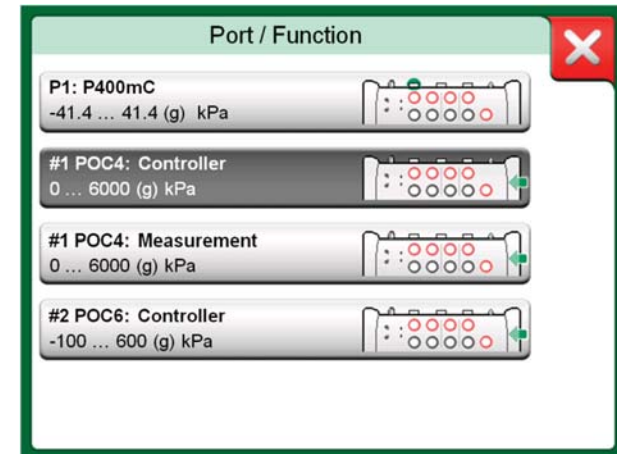 Port / Function
P1: P400mC
-41.4 ... 41.4 (g) kPa
#1 POC4: Controller
0 ... 6000 (g) kPa
#1 POC4: Measurement
0 ... 6000 (g) kPa
#2 POC6: Controller
-100 ... 600 (g) kPa